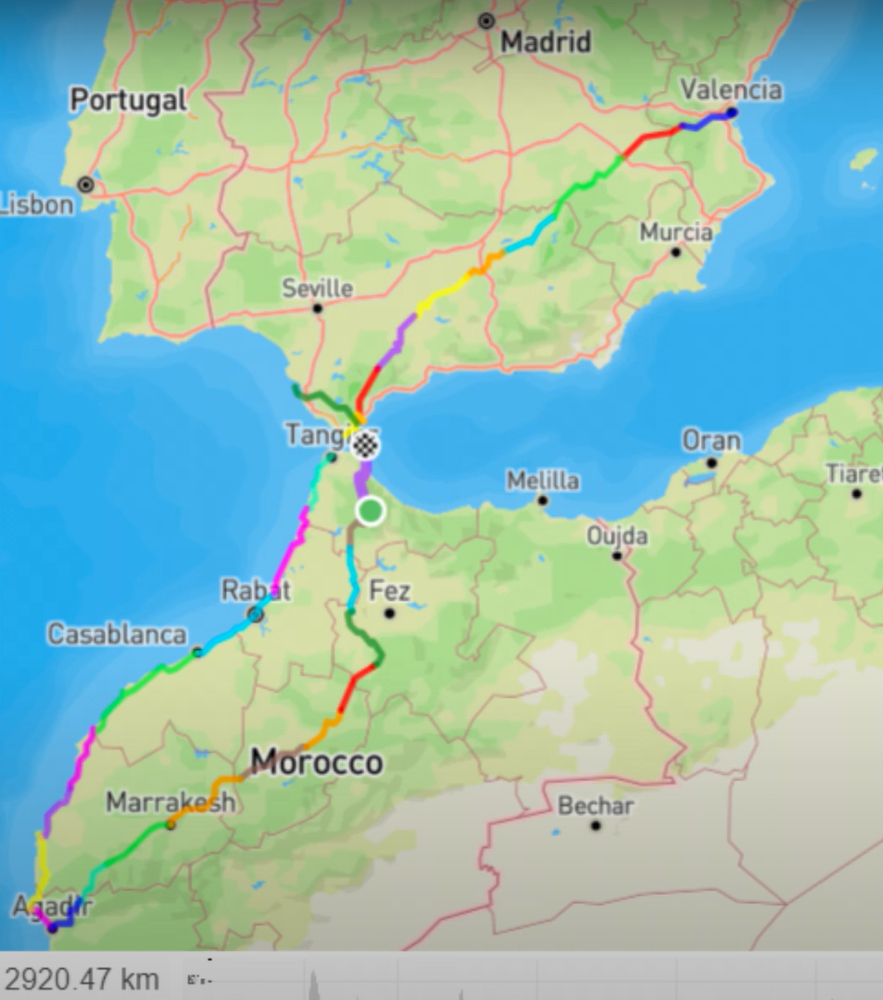 Madrid
Portugal
Valencia
Lisbon
Murcia
Seville
Oran
Melilla
Tiaret
Oujda
Rabat
Fez
Casablanca
Morocco
Marrakesh
Bechar
Agadir
2920.47 km